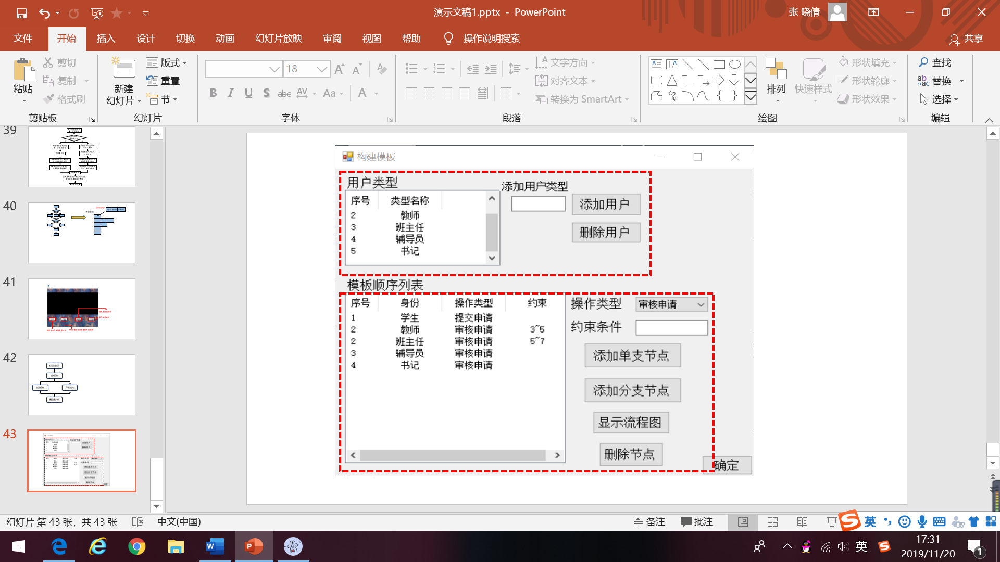 演示文稿1.pptx - PowerPoint
张 晓倩
文件 开始 插入 设计 切换 动画 幻灯片放映 审阅 视图 帮助 操作说明搜索 共享
粘贴
剪切
复制
格式刷
剪贴板
新建
幻灯片
版式
重置
节
幻灯片
18
B I U S abc AV Aa A
字体
文字方向
对齐文本
转换为 SmartArt
段落
排列
快速样式
形状填充
形状轮廓
形状效果
绘图
查找
替换
选择
编辑
39
40
41
42
43
构建模板
用户类型
序号 类型名称
2 教师
3 班主任
4 辅导员
5 书记
添加用户类型
添加用户
删除用户
模板顺序列表
序号 身份 操作类型 约束
1 学生 提交申请
2 教师 审核申请 3~5
2 班主任 审核申请 5~7
3 辅导员 审核申请
4 书记 审核申请
操作类型 审核申请
约束条件
添加单支节点
添加分支节点
显示流程图
删除节点
确定
幻灯片 第 43 张，共 43 张 中文(中国)
备注 批注
英
英
17:31
2019/11/20
1